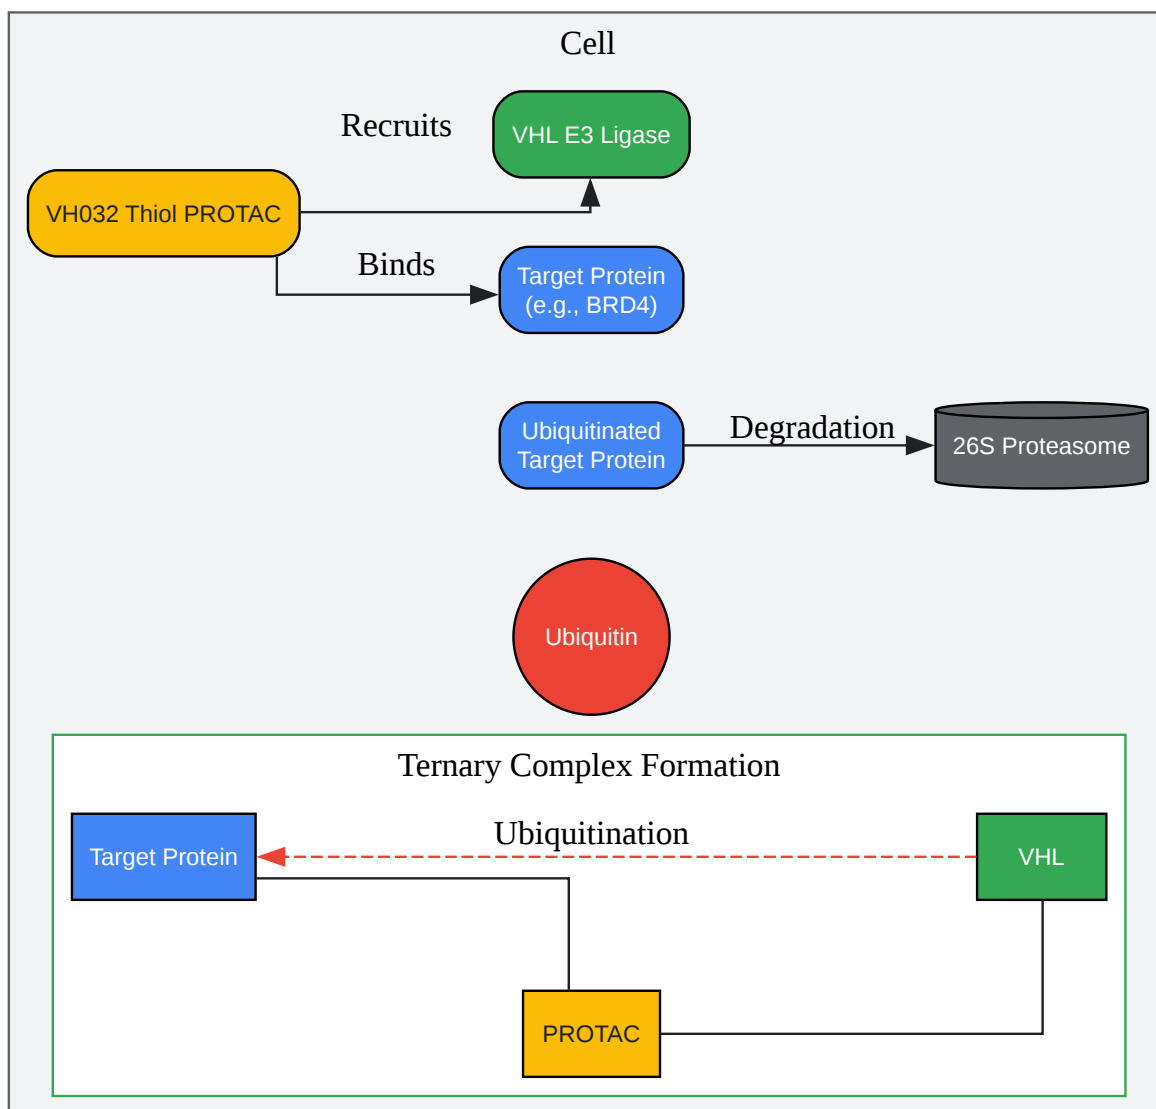 Cell
Recruits
VHL E3 Ligase
VH032 Thiol PROTAC
Binds
Target Protein
(e.g., BRD4)
Ubiquitinated
Target Protein
Degradation
26S Proteasome
Ubiquitin
Ternary Complex Formation
Target Protein
Ubiquitination
VHL
PROTAC